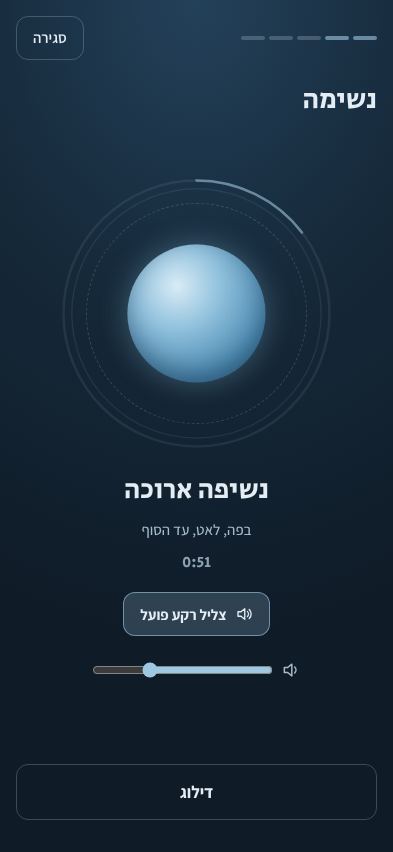 סגירה
נשימה
נשיפה ארוכה
בפה, לאט, עד הסוף
0:51
צליל רקע פועל
דילוג